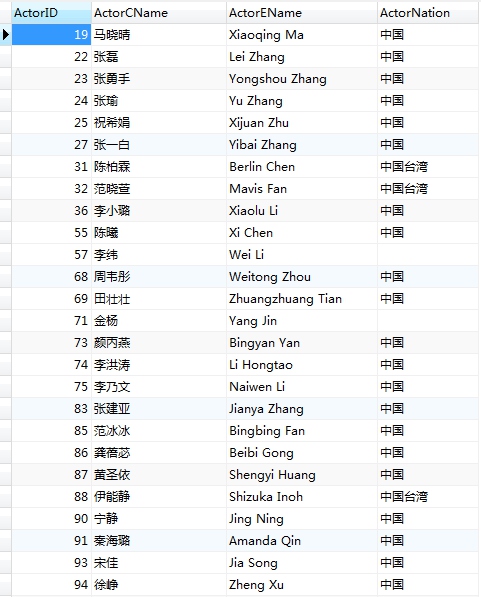 ActorID ActorCName ActorEName ActorNation
19 马晓晴 Xiaoqing Ma 中国
22 张磊 Lei Zhang 中国
23 张勇手 Yongshou Zhang 中国
24 张瑜 Yu Zhang 中国
25 祝希娟 Xijuan Zhu 中国
27 张一白 Yibai Zhang 中国
31 陈柏霖 Berlin Chen 中国台湾
32 范晓萱 Mavis Fan 中国台湾
36 李小璐 Xiaolu Li 中国
55 陈曦 Xi Chen 中国
57 李纬 Wei Li
68 周韦彤 Weitong Zhou 中国
69 田壮壮 Zhuangzhuang Tian 中国
71 金杨 Yang Jin
73 颜丙燕 Bingyan Yan 中国
74 李洪涛 Li Hongtao 中国
75 李乃文 Naiwen Li 中国
83 张建亚 Jianya Zhang 中国
85 范冰冰 Bingbing Fan 中国
86 龚蓓苾 Beibi Gong 中国
87 黄圣依 Shengyi Huang 中国
88 伊能静 Shizuka Inoh 中国台湾
90 宁静 Jing Ning 中国
91 秦海璐 Amanda Qin 中国
93 宋佳 Jia Song 中国
94 徐峥 Zheng Xu 中国